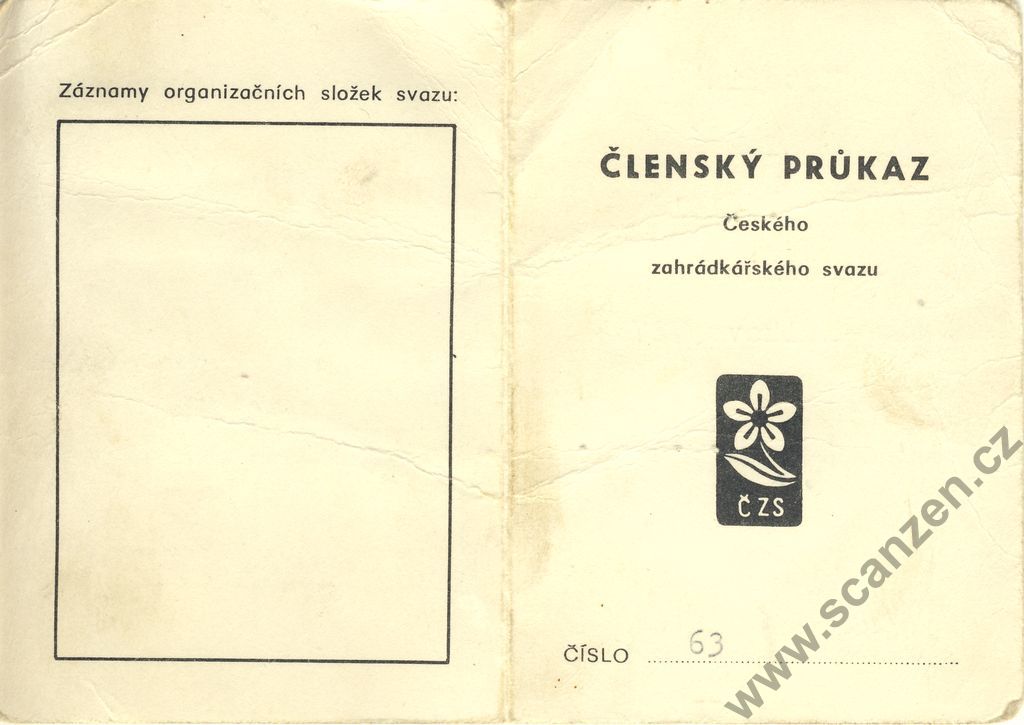 Záznamy organizačních složek svazu:
ČLENSKÝ PRŮKAZ
Českého
zahrádkářského svazu
ČZS
ČÍSLO 63
www.scanzen.cz